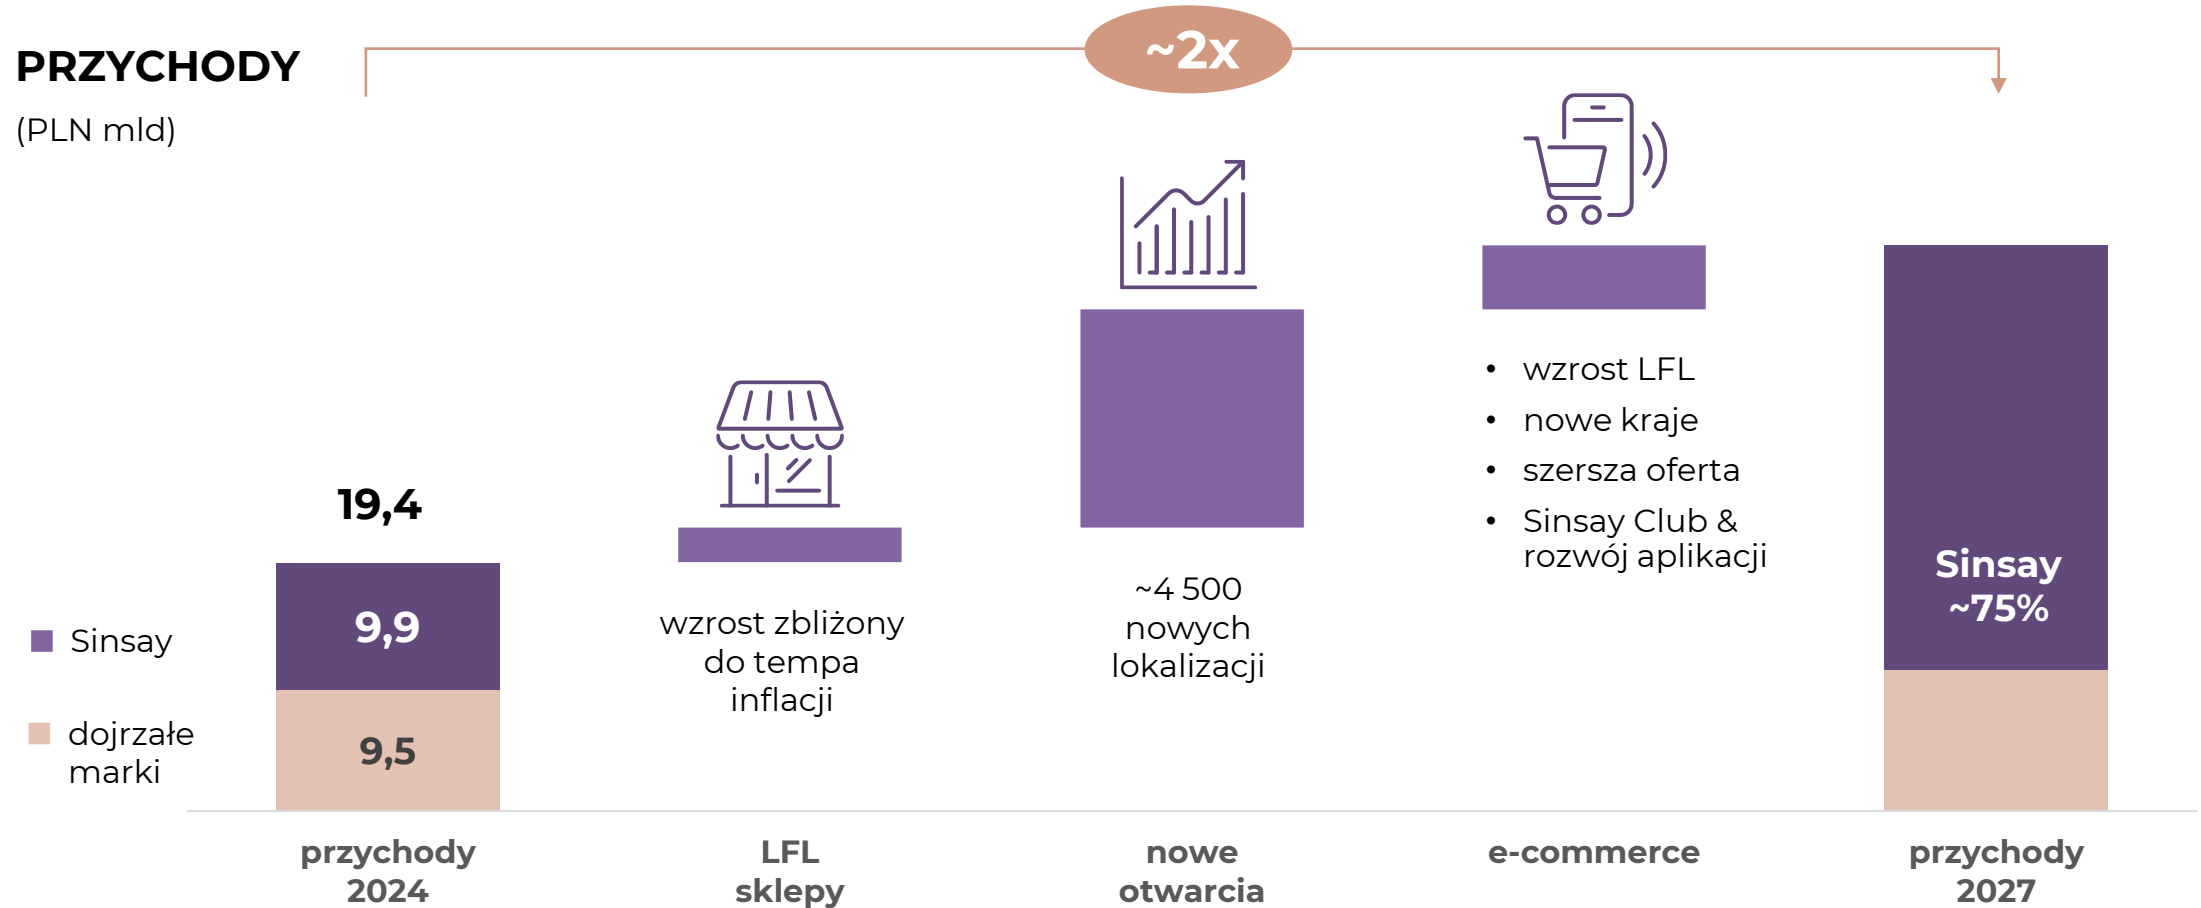 PRZYCHODY
(PLN mld)
~2x
19,4
9,9
9,5
Sinsay
dojrzałe
marki
wzrost zbliżony
do tempa
inflacji
~4 500
nowych
lokalizacji
• wzrost LFL
• nowe kraje
• szersza oferta
• Sinsay Club &
rozwój aplikacji
Sinsay
~75%
przychody
2024
LFL
sklepy
nowe
otwarcia
e-commerce
przychody
2027